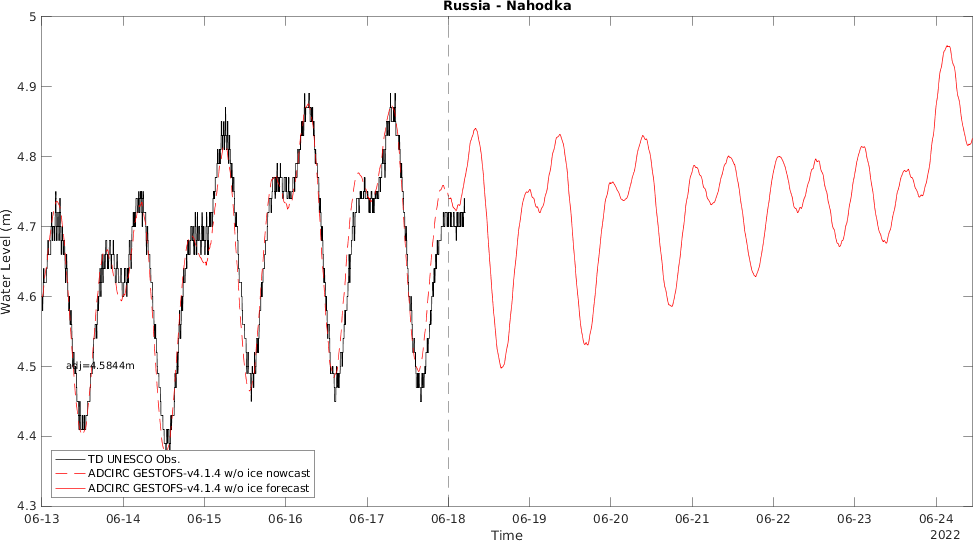 Russia - Nahodka
5
4.9
4.8
4.7
4.6
4.5
4.4
4.3
Water Level (m)
adj=4.5844m
TD UNESCO Obs.
ADCIRC GESTOFS-v4.1.4 w/o ice nowcast
ADCIRC GESTOFS-v4.1.4 w/o ice forecast
06-13 06-14 06-15 06-16 06-17 06-18 06-19 06-20 06-21 06-22 06-23 06-24
Time
2022